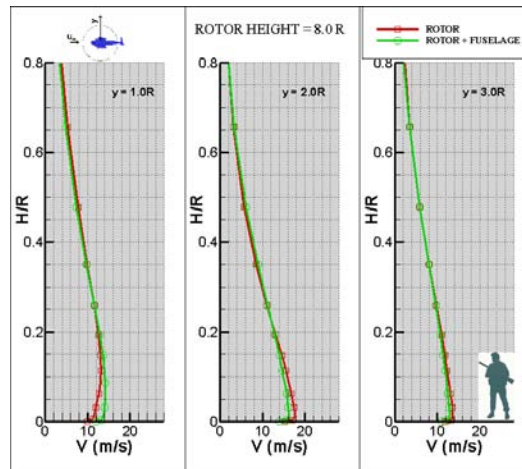 y
u
ROTOR HEIGHT = 8.0 R
ROTOR
ROTOR + FUSELAGE
0.8
0.6
0.4
0.2
0
H/R
y = 1.0R
0 10 20
V (m/s)
0.8
0.6
0.4
0.2
0
H/R
y = 2.0R
0 10 20
V (m/s)
0.8
0.6
0.4
0.2
0
H/R
y = 3.0R
0 10 20
V (m/s)